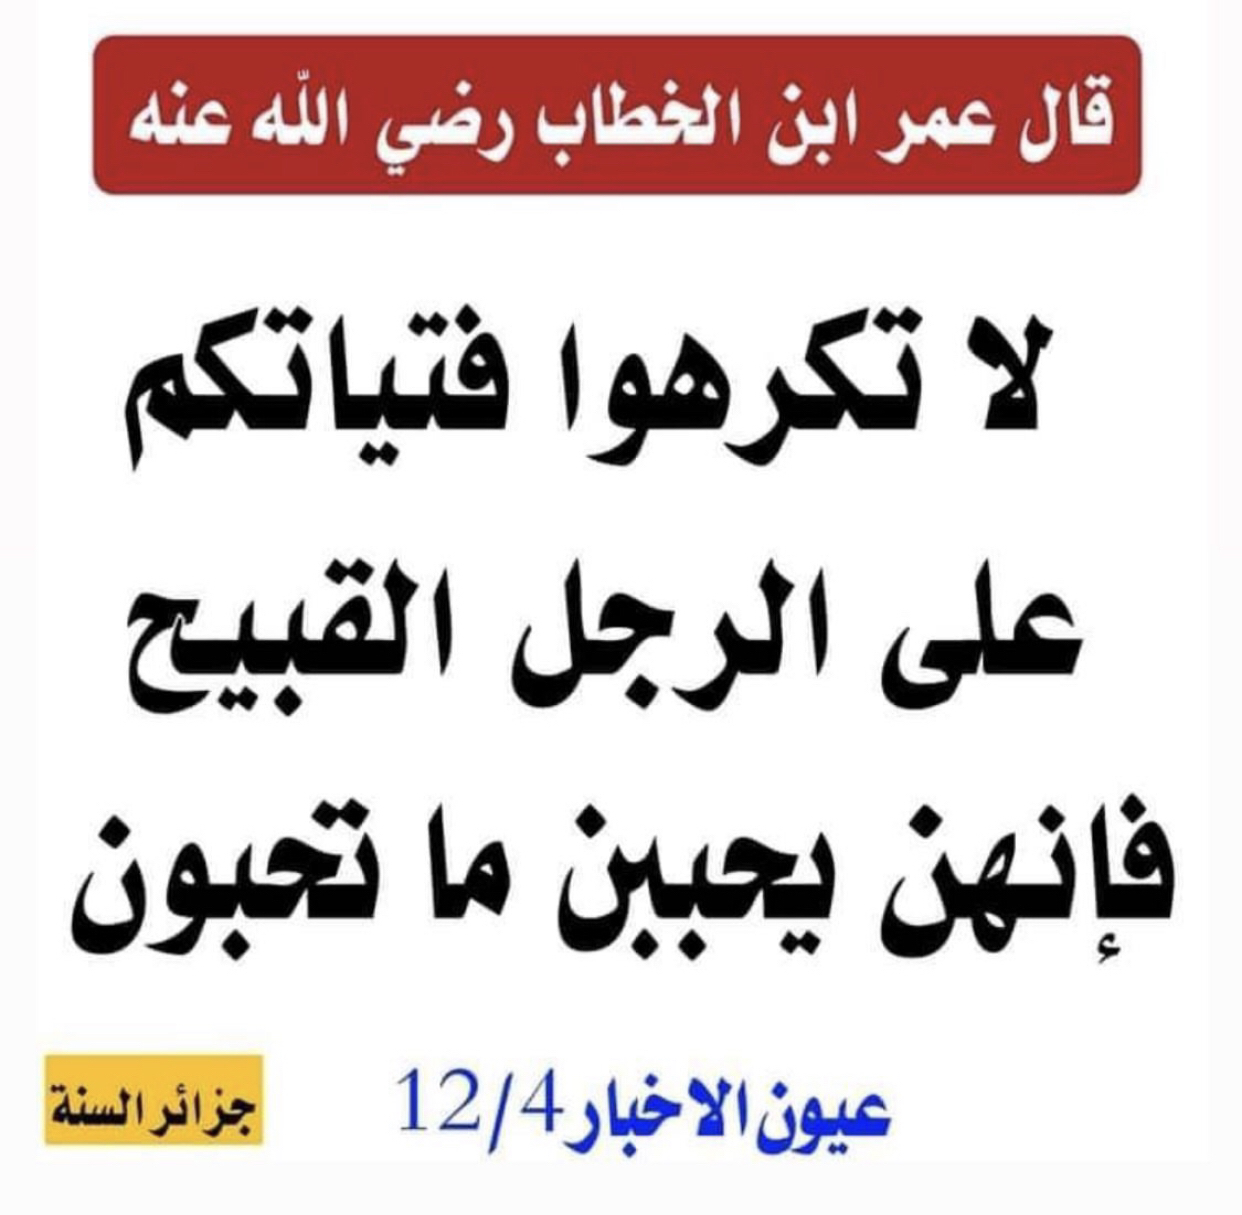 قال عمر ابن الخطاب رضي الله عنه
لا تكرهوا فتياتكم
على الرجل القبيح
فإنهن يحببن ما تحبون
عيون الاخبار 12/4
جزائر السنة